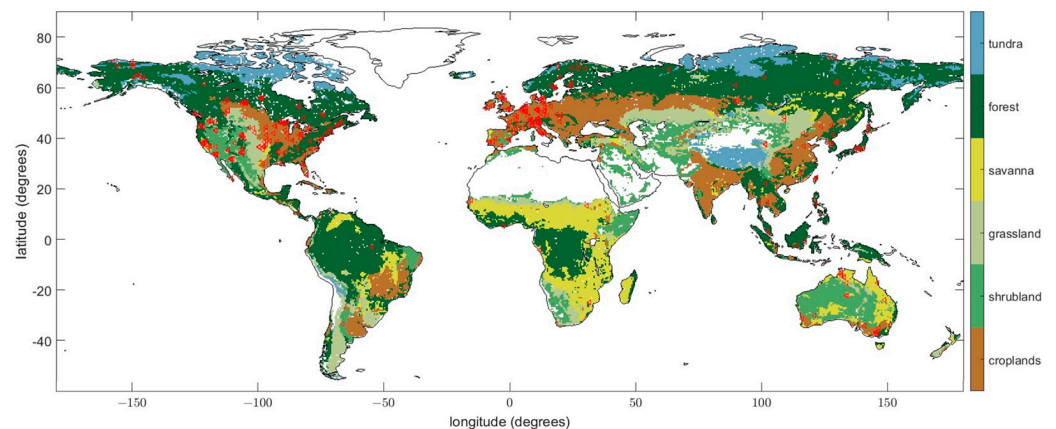 80
60
40
20
0
-20
-40
latitude (degrees)
−150
−100
−50
0
50
100
150
longitude (degrees)
tundra
forest
savanna
grassland
shrubland
croplands